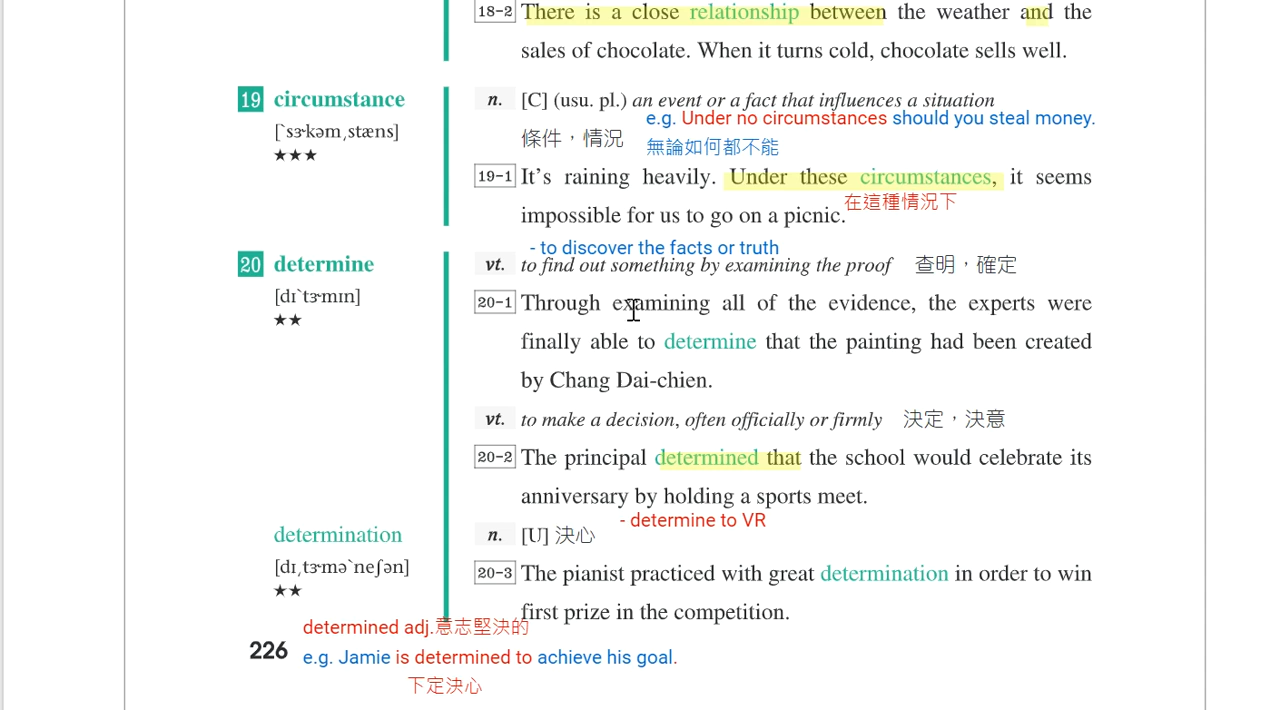 18-2 There is a close relationship between the weather and the
sales of chocolate. When it turns cold, chocolate sells well.
19 circumstance n. [C] (usu. pl.) an event or a fact that influences a situation
e.g. Under no circumstances should you steal money.
[ˋsɝkəm͵stæns] 條件，情況 無論如何都不能
★★★
19-1 It's raining heavily. Under these circumstances, it seems
在這種情況下
impossible for us to go on a picnic.
- to discover the facts or truth
20 determine vt. to find out something by examining the proof 查明，確定
[dɪˋtɝmɪn] 20-1 Through examining all of the evidence, the experts were
★★
finally able to determine that the painting had been created
by Chang Dai-chien.
vt. to make a decision, often officially or firmly 決定，決意
20-2 The principal determined that the school would celebrate its
anniversary by holding a sports meet.
- determine to VR
determination n. [U] 決心
[dɪ͵tɝməˋneʃən] 20-3 The pianist practiced with great determination in order to win
★★
first prize in the competition.
determined adj.意志堅決的
226 e.g. Jamie is determined to achieve his goal.
下定決心